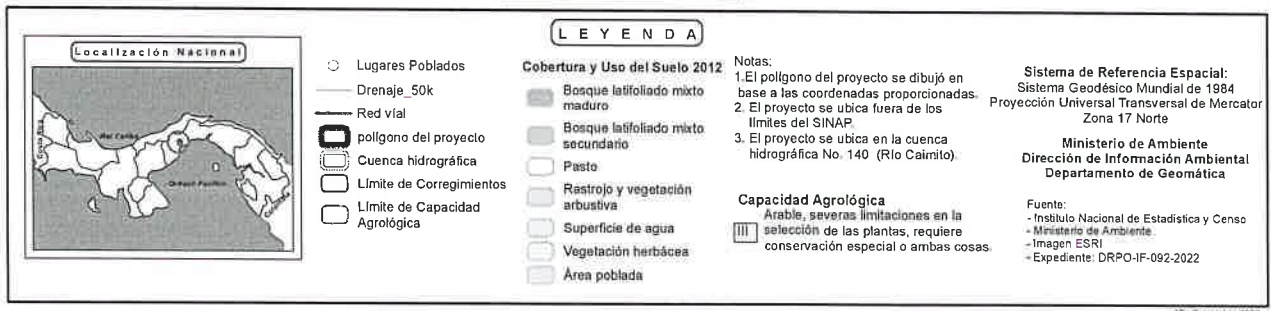 LEYENDA
Localización Nacional
Mar Caribe
Costa Rica
Océano Pacífico
Colombia
Lugares Poblados
Drenaje_50k
Red vial
polígono del proyecto
Cuenca hidrográfica
Límite de Corregimientos
Límite de Capacidad
Agrológica
Cobertura y Uso del Suelo 2012
Bosque latifoliado mixto
maduro
Bosque latifoliado mixto
secundario
Pasto
Rastrojo y vegetación
arbustiva
Superficie de agua
Vegetación herbácea
Área poblada
Notas:
1.El polígono del proyecto se dibujó en
base a las coordenadas proporcionadas.
2. El proyecto se ubica fuera de los
límites del SINAP.
3. El proyecto se ubica en la cuenca
hidrográfica No. 140 (Río Caimito).
Capacidad Agrológica
III
Arable, severas limitaciones en la
selección de las plantas, requiere
conservación especial o ambas cosas.
Sistema de Referencia Espacial:
Sistema Geodésico Mundial de 1984
Proyección Universal Transversal de Mercator
Zona 17 Norte
Ministerio de Ambiente
Dirección de Información Ambiental
Departamento de Geomática
Fuente:
- Instituto Nacional de Estadística y Censo
- Ministerio de Ambiente
- Imagen ESRI
- Expediente: DRPO-IF-092-2022